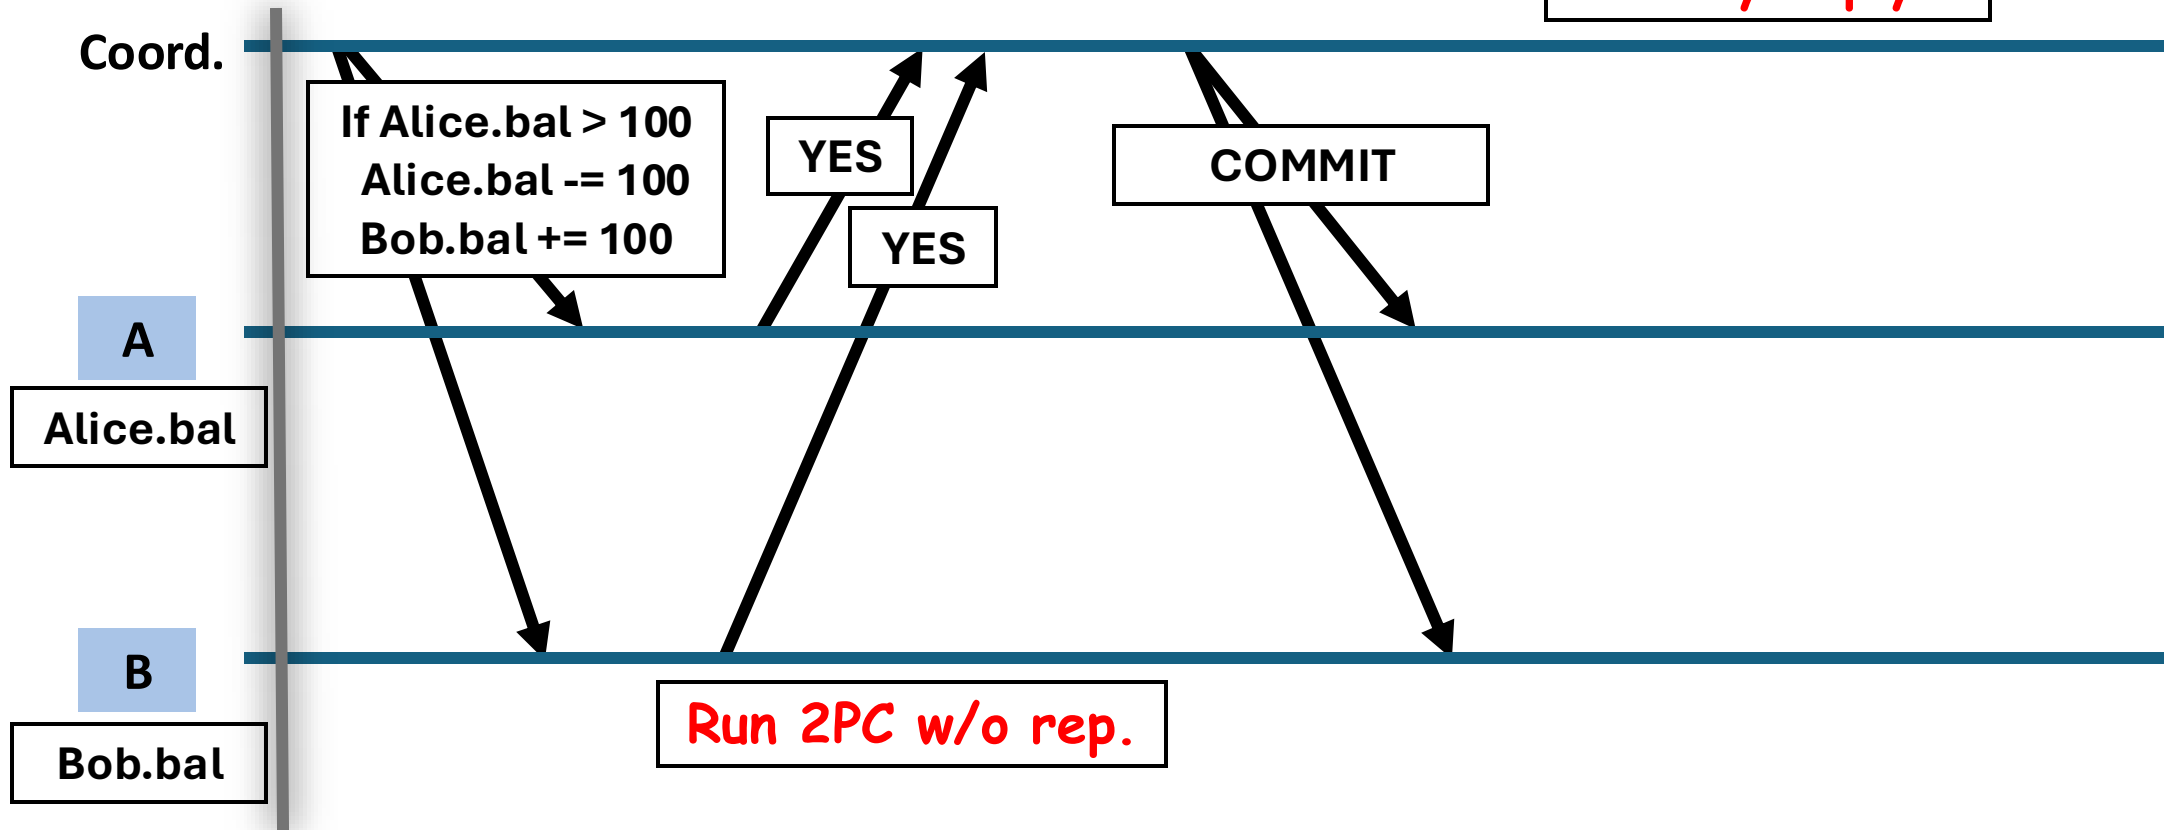 Coord.
If Alice.bal > 100
Alice.bal -= 100
Bob.bal += 100
YES
YES
COMMIT
A
Alice.bal
B
Bob.bal
Run 2PC w/o rep.